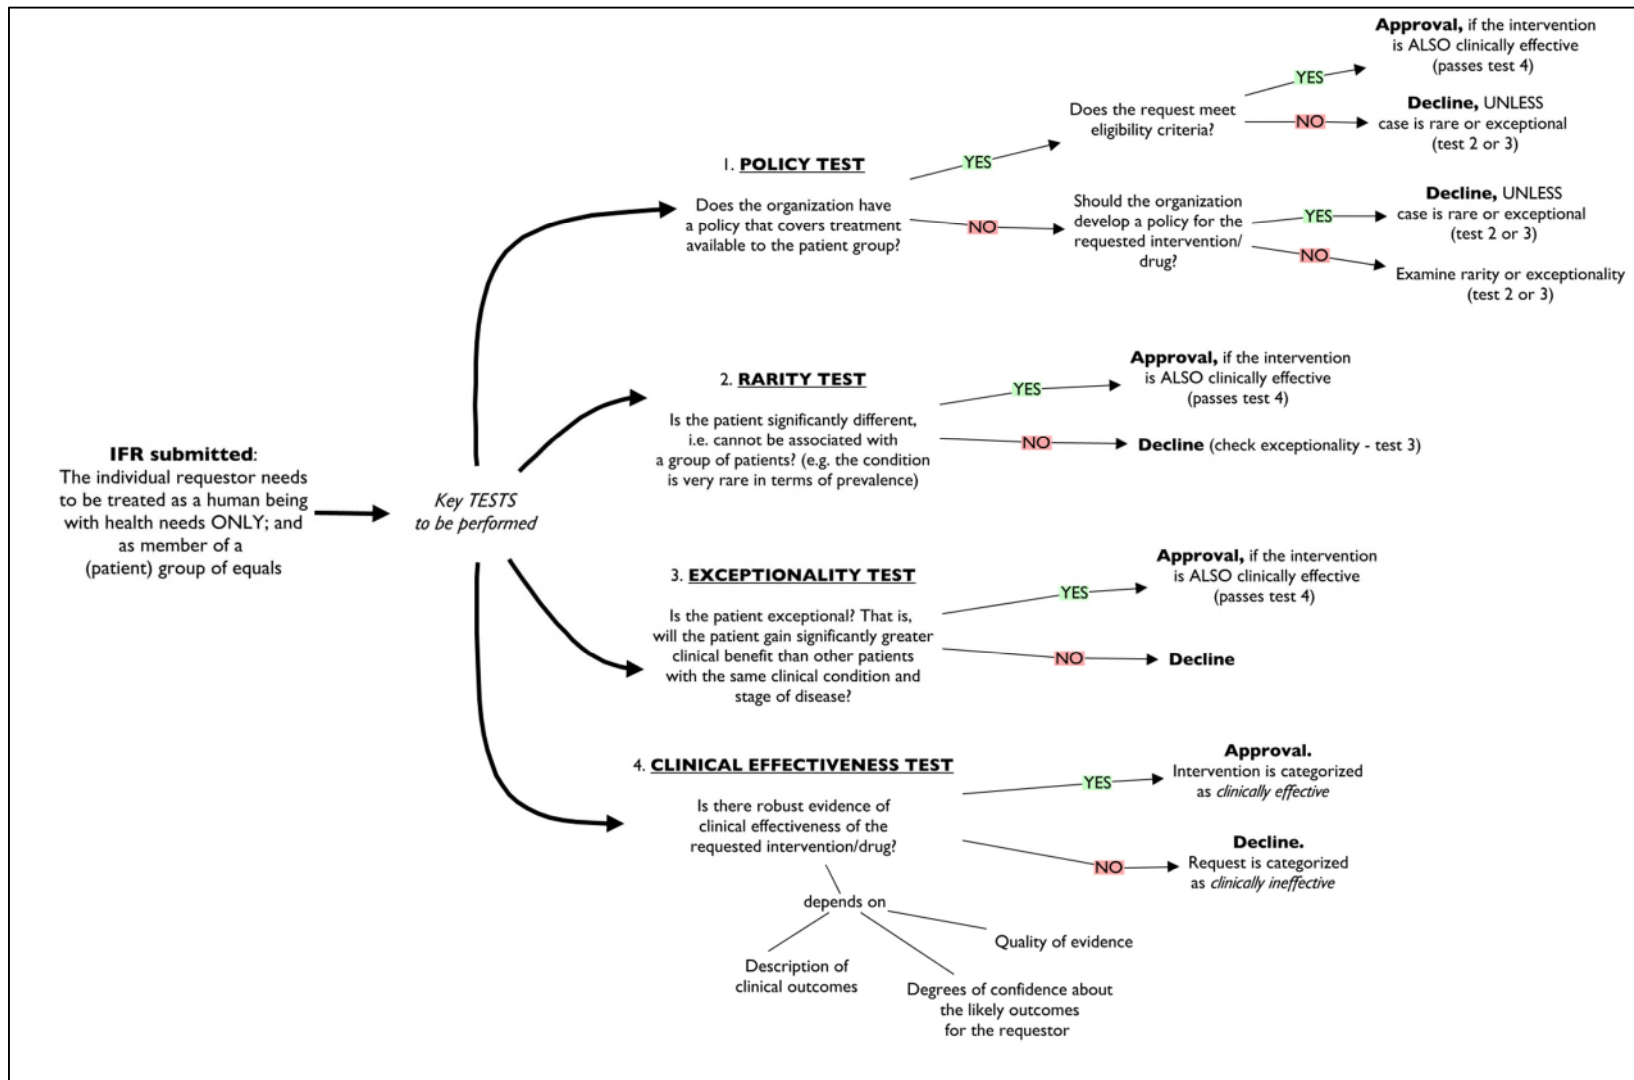 Approval, if the intervention
is ALSO clinically effective
(passes test 4)
YES
Does the request meet
eligibility criteria?
NO
Decline, UNLESS
case is rare or exceptional
(test 2 or 3)
1. POLICY TEST
YES
Does the organization have
a policy that covers treatment
available to the patient group?
NO
Should the organization
develop a policy for the
requested intervention/
drug?
YES
Decline, UNLESS
case is rare or exceptional
(test 2 or 3)
NO
Examine rarity or exceptionality
(test 2 or 3)
2. RARITY TEST
Is the patient significantly different,
i.e. cannot be associated with
a group of patients? (e.g. the condition
is very rare in terms of prevalence)
YES
Approval, if the intervention
is ALSO clinically effective
(passes test 4)
NO
Decline (check exceptionality - test 3)
IFR submitted:
The individual requestor needs
to be treated as a human being
with health needs ONLY; and
as member of a
(patient) group of equals
Key TESTS
to be performed
3. EXCEPTIONALITY TEST
Is the patient exceptional? That is,
will the patient gain significantly greater
clinical benefit than other patients
with the same clinical condition and
stage of disease?
YES
Approval, if the intervention
is ALSO clinically effective
(passes test 4)
NO
Decline
4. CLINICAL EFFECTIVENESS TEST
Is there robust evidence of
clinical effectiveness of the
requested intervention/drug?
YES
Approval.
Intervention is categorized
as clinically effective
NO
Decline.
Request is categorized
as clinically ineffective
depends on
Description of
clinical outcomes
Degrees of confidence about
the likely outcomes
for the requestor
Quality of evidence